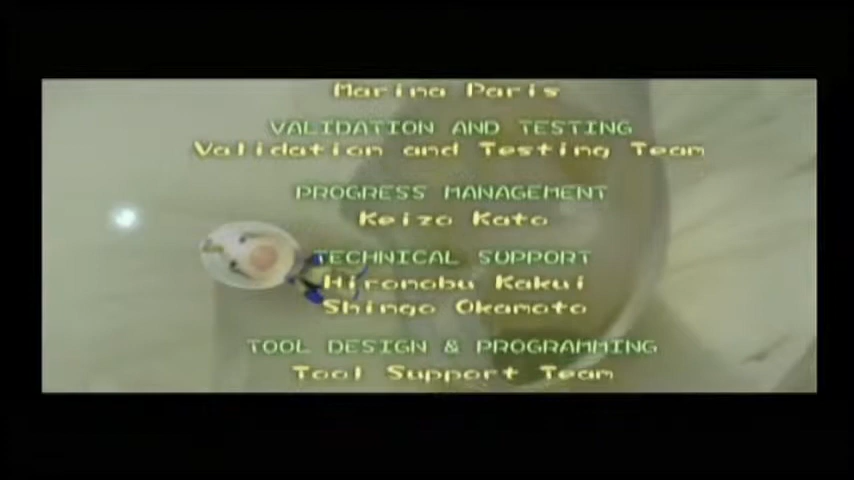 Marina Paris
VALIDATION AND TESTING
Validation and Testing Team
PROGRESS MANAGEMENT
Keizo Kato
TECHNICAL SUPPORT
Hironobu Kakui
Shingo Okamoto
TOOL DESIGN & PROGRAMMING
Tool Support Team